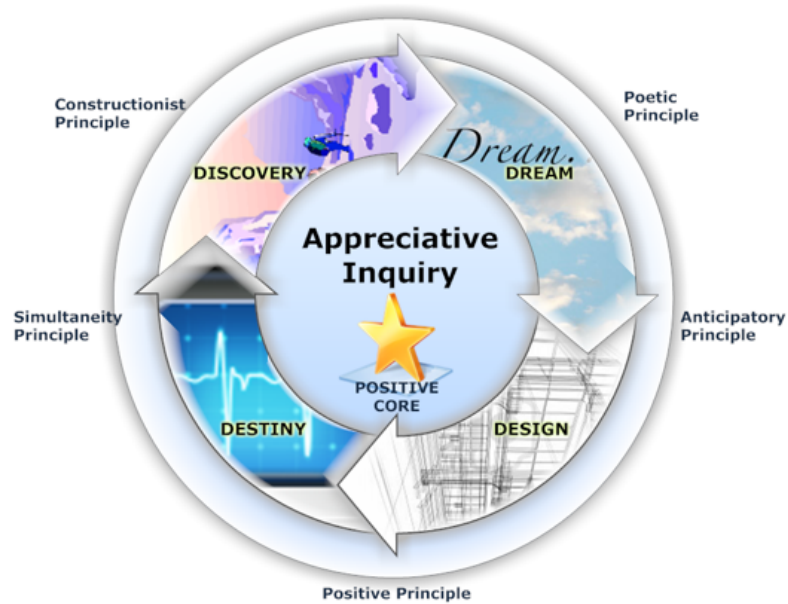 Constructionist
Principle
Poetic
Principle
Dream.
DISCOVERY
DREAM
Appreciative
Inquiry
Simultaneity
Principle
Anticipatory
Principle
POSITIVE
CORE
DESTINY
DESIGN
Positive Principle